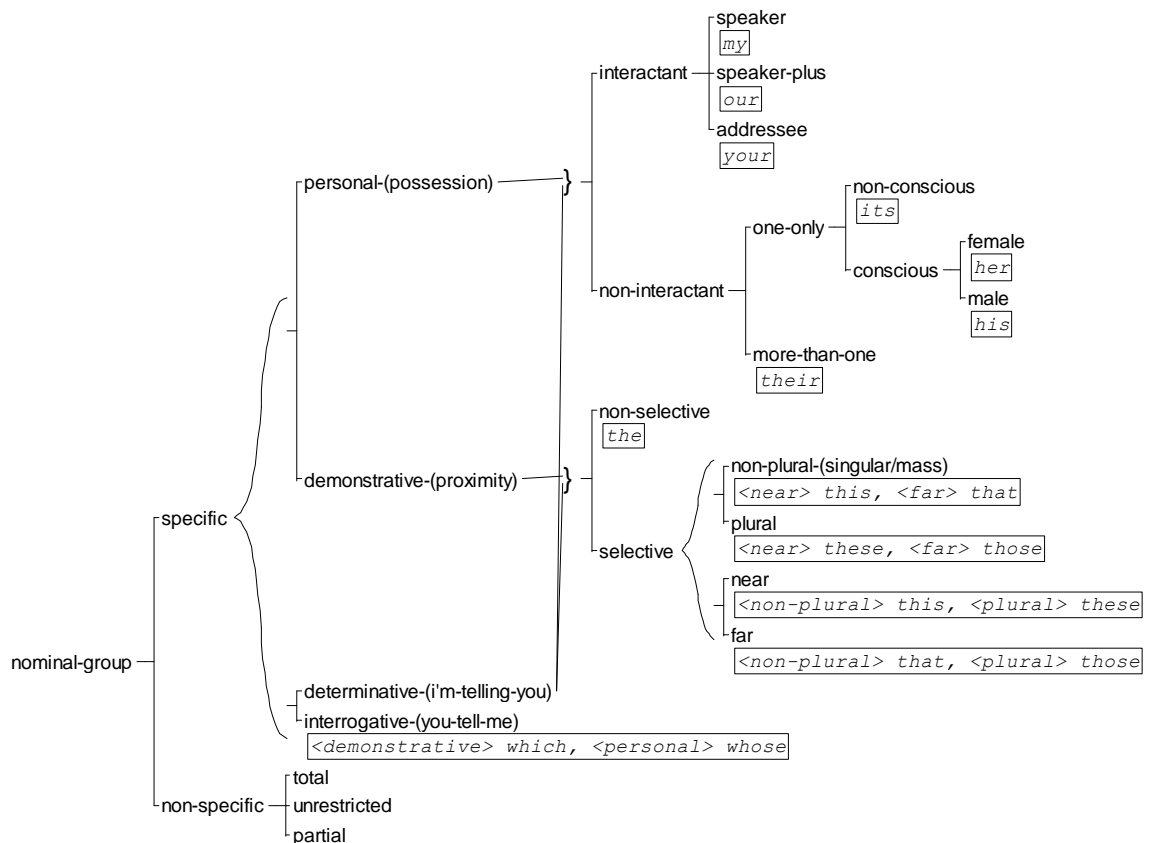 speaker
my
interactant
speaker-plus
our
addressee
your
personal-(possession)
}
non-conscious
its
one-only
female
her
conscious
non-interactant
male
his
more-than-one
their
non-selective
the
demonstrative-(proximity)
}
non-plural-(singular/mass)
<near> this, <far> that
specific
plural
<near> these, <far> those
selective
near
<non-plural> this, <plural> these
far
<non-plural> that, <plural> those
nominal-group
determinative-(i'm-telling-you)
interrogative-(you-tell-me)
<demonstrative> which, <personal> whose
total
non-specific
unrestricted
partial